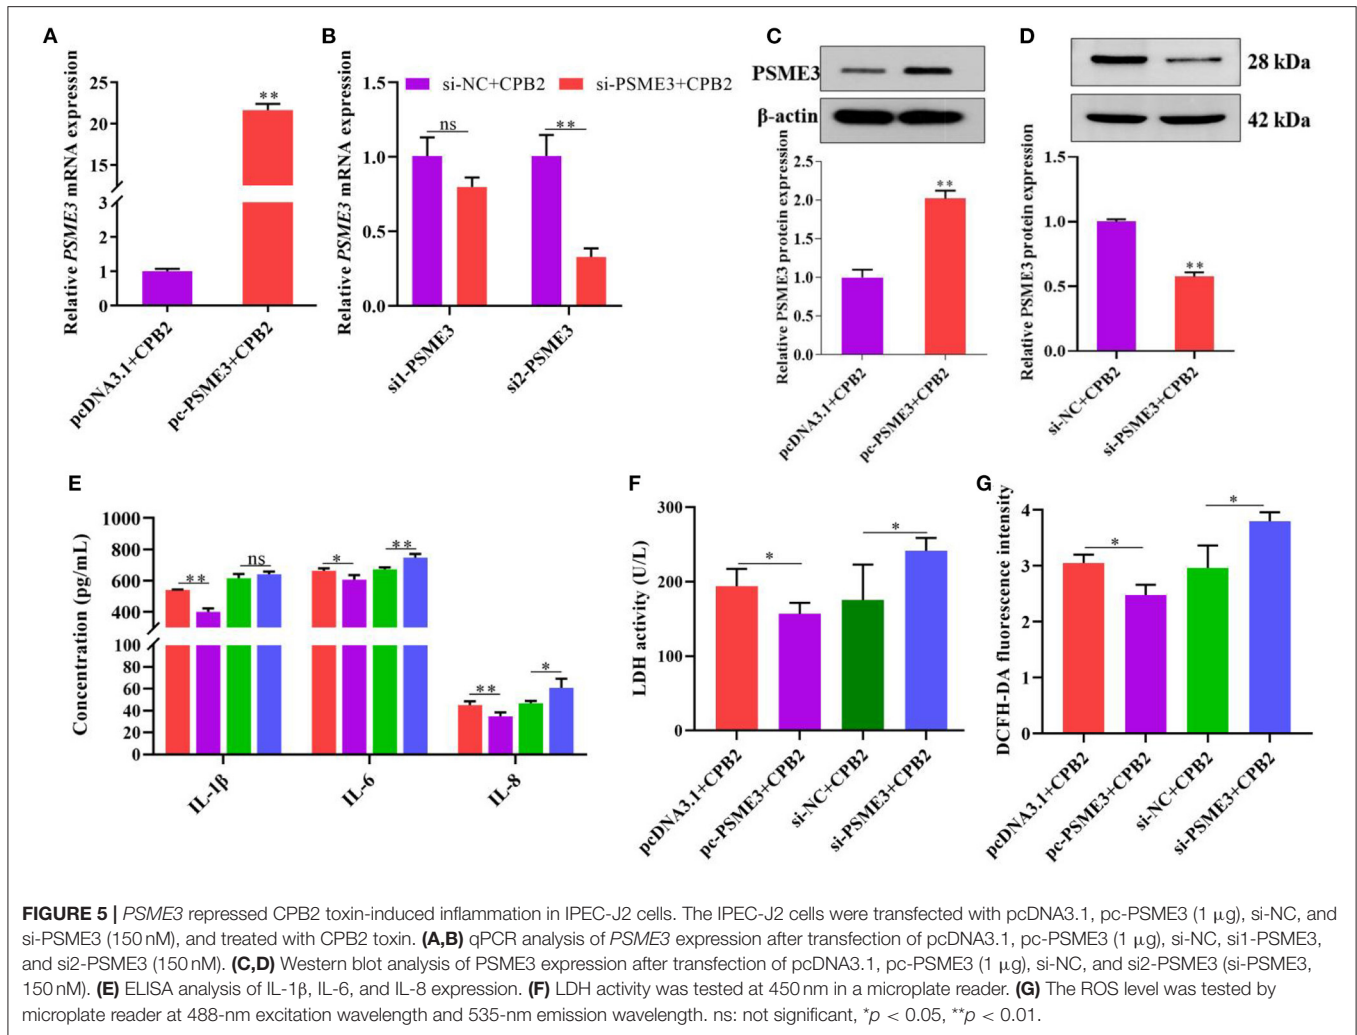 A
Relative PSME3 mRNA expression
25
20
15
3
2
1
0
**
pcDNA3.1+CPB2
pc-PSME3+CPB2
B
Relative PSME3 mRNA expression
1.5
1.0
0.5
0.0
si-NC+CPB2
si-PSME3+CPB2
ns
**
si1-PSME3
si2-PSME3
C
PSME3
β-actin
Relative PSME3 protein expression
2.5
2.0
1.5
1.0
0.5
0.0
**
pcDNA3.1+CPB2
pc-PSME3+CPB2
D
28 kDa
42 kDa
Relative PSME3 protein expression
1.5
1.0
0.5
0.0
**
si-NC+CPB2
si-PSME3+CPB2
E
Concentration (pg/mL)
1000
800
600
400
100
80
60
40
20
0
**
ns
*
**
**
*
IL-1β
IL-6
IL-8
F
LDH activity (U/L)
300
200
100
0
*
*
pcDNA3.1+CPB2
pc-PSME3+CPB2
si-NC+CPB2
si-PSME3+CPB2
G
DCFH-DA fluorescence intensity
4
3
2
1
0
*
*
pcDNA3.1+CPB2
pc-PSME3+CPB2
si-NC+CPB2
si-PSME3+CPB2
FIGURE 5 | PSME3 repressed CPB2 toxin-induced inflammation in IPEC-J2 cells. The IPEC-J2 cells were transfected with pcDNA3.1, pc-PSME3 (1 μg), si-NC, and
si-PSME3 (150 nM), and treated with CPB2 toxin. (A,B) qPCR analysis of PSME3 expression after transfection of pcDNA3.1, pc-PSME3 (1 μg), si-NC, si1-PSME3,
and si2-PSME3 (150 nM). (C,D) Western blot analysis of PSME3 expression after transfection of pcDNA3.1, pc-PSME3 (1 μg), si-NC, and si2-PSME3 (si-PSME3,
150 nM). (E) ELISA analysis of IL-1β, IL-6, and IL-8 expression. (F) LDH activity was tested at 450 nm in a microplate reader. (G) The ROS level was tested by
microplate reader at 488-nm excitation wavelength and 535-nm emission wavelength. ns: not significant, *p < 0.05, **p < 0.01.